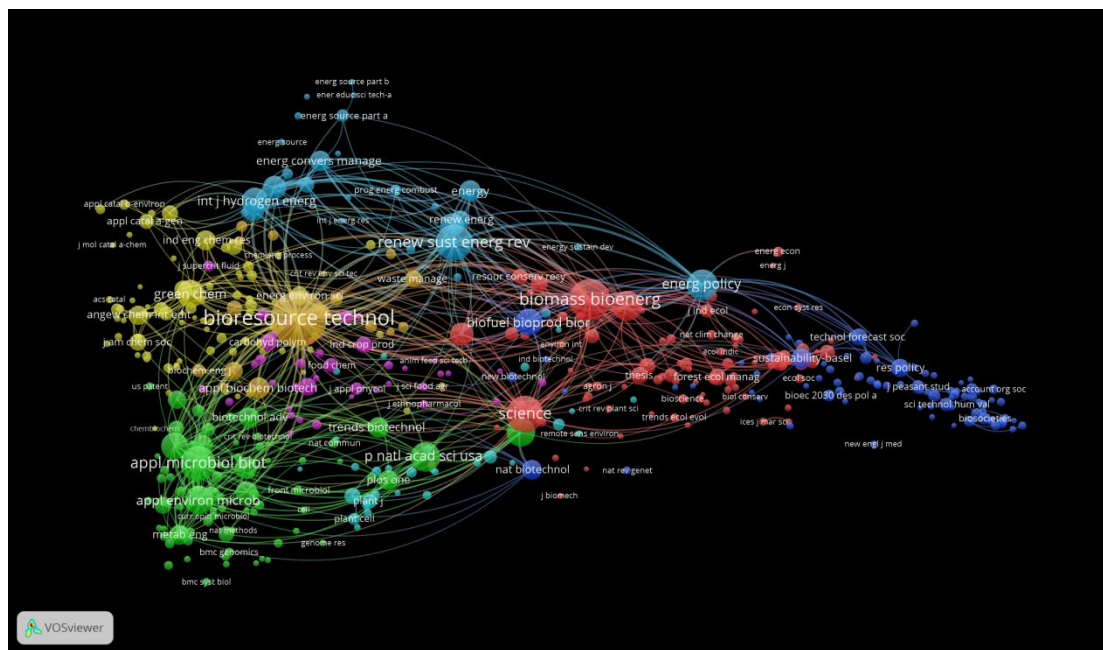 energ source part b
ener educ sci tech-a
energ source part a
energ source
energ convers manage
prog energ combust
energy
int j hydrogen energ
appl catal b-environ
appl catal a-gen
int j energ res
renew energ
ind eng chem res
renew sust energ rev
energy sustain dev
j mol catal a-chem
energ econ
energ j
j supercrit fluid
crit rev env sci tec
waste manage
resour conserv recy
energ policy
green chem
energ environ sci
biomass bioenerg
acs catal
angew chem int edit
bioresource technol
biofuel bioprod bior
j ind ecol
econ syst res
j am chem soc
carbohyd polym
ind crop prod
environ int
nat clim change
technol forecast soc
ecol indic
anim feed sci tech
ind biotechnol
sustainability-basel
biochem eng j
food chem
res policy
us patent
appl biochem biotech
j appl phycol
j sci food agr
new biotechnol
agron j
thesis
forest ecol manag
ecol soc
j peasant stud
bioscience
biol conserv
bioec 2030 des pol a
account org soc
j ethnopharmacol
crit rev plant sci
sci technol hum val
biotechnol adv
science
trends ecol evol
biosocieties
chembiochem
crit rev biotechnol
trends biotechnol
ices j mar sci
remote sens environ
new engl j med
nat commun
appl microbiol biot
p natl acad sci usa
nat biotechnol
nat rev genet
plos one
front microbiol
j biomech
appl environ microb
plant j
cell
curr opin microbiol
plant cell
metab eng
nat methods
genome res
bmc genomics
bmc syst biol
VOSviewer